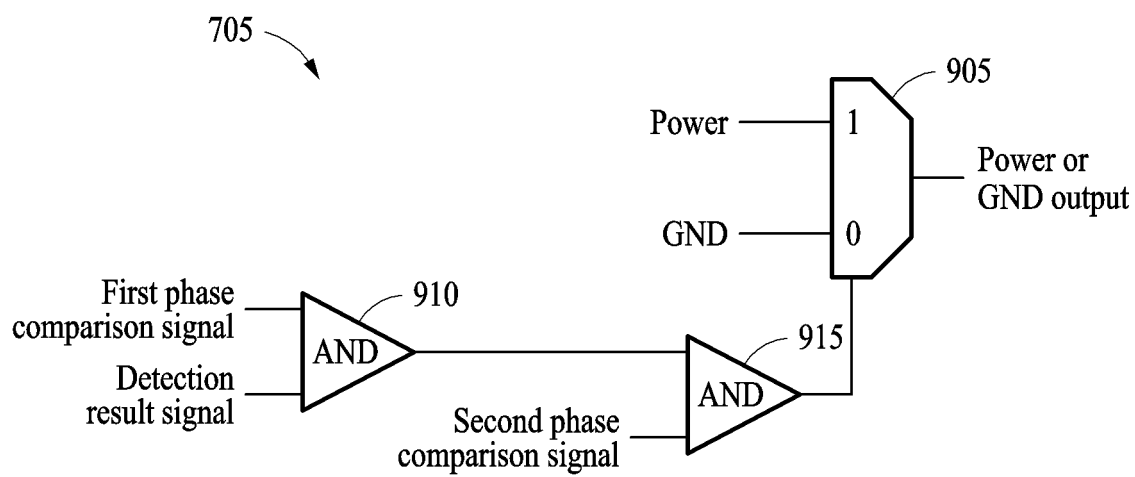 705
905
Power
1
Power or
GND output
GND
0
First phase
comparison signal
910
AND
Detection
result signal
915
AND
Second phase
comparison signal